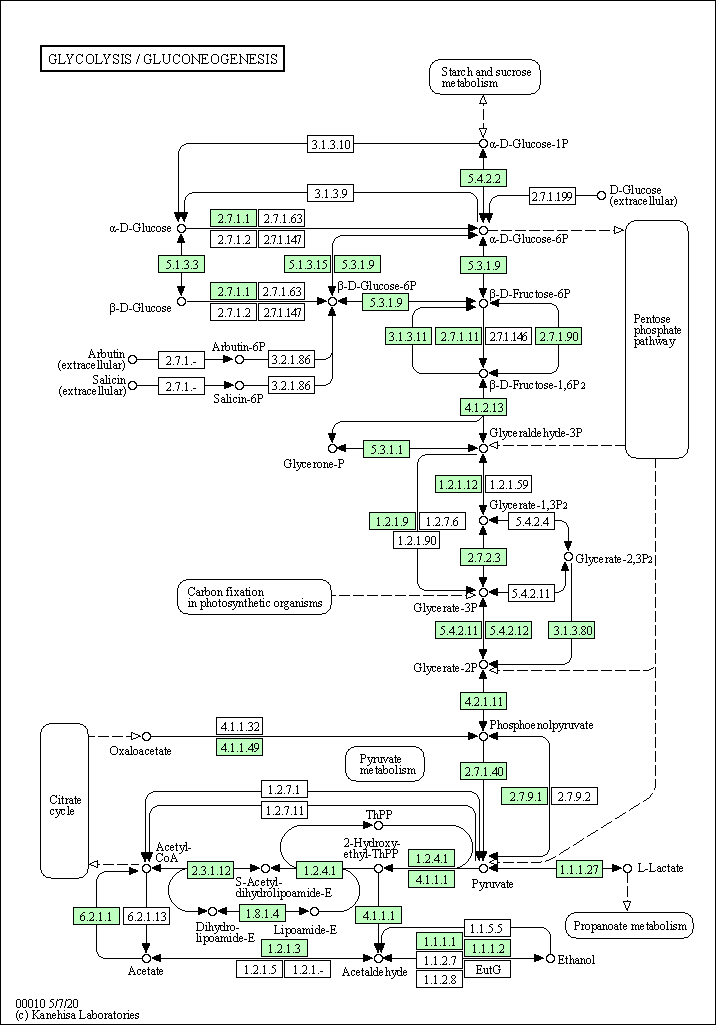 GLYCOLYSIS / GLUCONEOGENESIS
Starch and sucrose
metabolism
3.1.3.10
α-D-Glucose-1P
5.4.2.2
3.1.3.9
2.7.1.199
D-Glucose
(extracellular)
α-D-Glucose
2.7.1.1
2.7.1.63
2.7.1.2
2.7.1.147
α-D-Glucose-6P
5.1.3.3
5.1.3.15
5.3.1.9
5.3.1.9
β-D-Glucose
2.7.1.1
2.7.1.63
2.7.1.2
2.7.1.147
β-D-Glucose-6P
5.3.1.9
β-D-Fructose-6P
Pentose
phosphate
pathway
3.1.3.11
2.7.1.11
2.7.1.146
2.7.1.90
Arbutin
(extracellular)
2.7.1.-
Arbutin-6P
3.2.1.86
Salicin
(extracellular)
2.7.1.-
Salicin-6P
3.2.1.86
β-D-Fructose-1,6P2
4.1.2.13
Glyceraldehyde-3P
Glycerone-P
5.3.1.1
1.2.1.12
1.2.1.59
Glycerate-1,3P2
1.2.1.9
1.2.7.6
1.2.1.90
5.4.2.4
2.7.2.3
Glycerate-2,3P2
Carbon fixation
in photosynthetic organisms
5.4.2.11
Glycerate-3P
5.4.2.11
5.4.2.12
3.1.3.80
Glycerate-2P
4.2.1.11
Phosphoenolpyruvate
4.1.1.32
4.1.1.49
Oxaloacetate
Pyruvate
metabolism
2.7.1.40
2.7.9.1
2.7.9.2
Citrate
cycle
1.2.7.1
1.2.7.11
ThPP
2-Hydroxy-
ethyl-ThPP
Acetyl-
CoA
2.3.1.12
S-Acetyl-
dihydrolipoamide-E
1.2.4.1
1.2.4.1
4.1.1.1
Pyruvate
1.1.1.27
L-Lactate
6.2.1.1
6.2.1.13
1.8.1.4
Dihydro-
lipoamide-E
Lipoamide-E
4.1.1.1
Propanoate metabolism
1.2.1.3
1.2.1.5
1.2.1.-
Acetate
Acetaldehyde
1.1.5.5
1.1.1.1
1.1.1.2
1.1.2.7
EutG
1.1.2.8
Ethanol
00010 5/7/20
(c) Kanehisa Laboratories